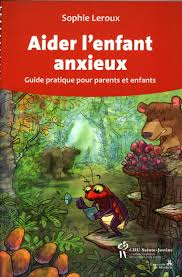 Sophie Leroux
Aider l'enfant
anxieux
Guide pratique pour parents et enfants
CHU Sainte-Justine